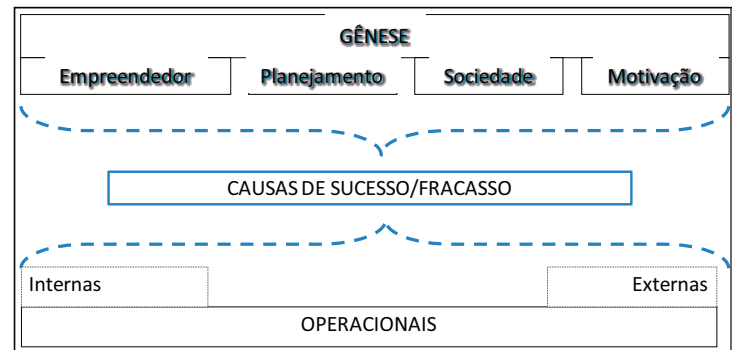 GÊNESE
Empreendedor Planejamento Sociedade Motivação
CAUSAS DE SUCESSO/FRACASSO
Internas Externas
OPERACIONAIS